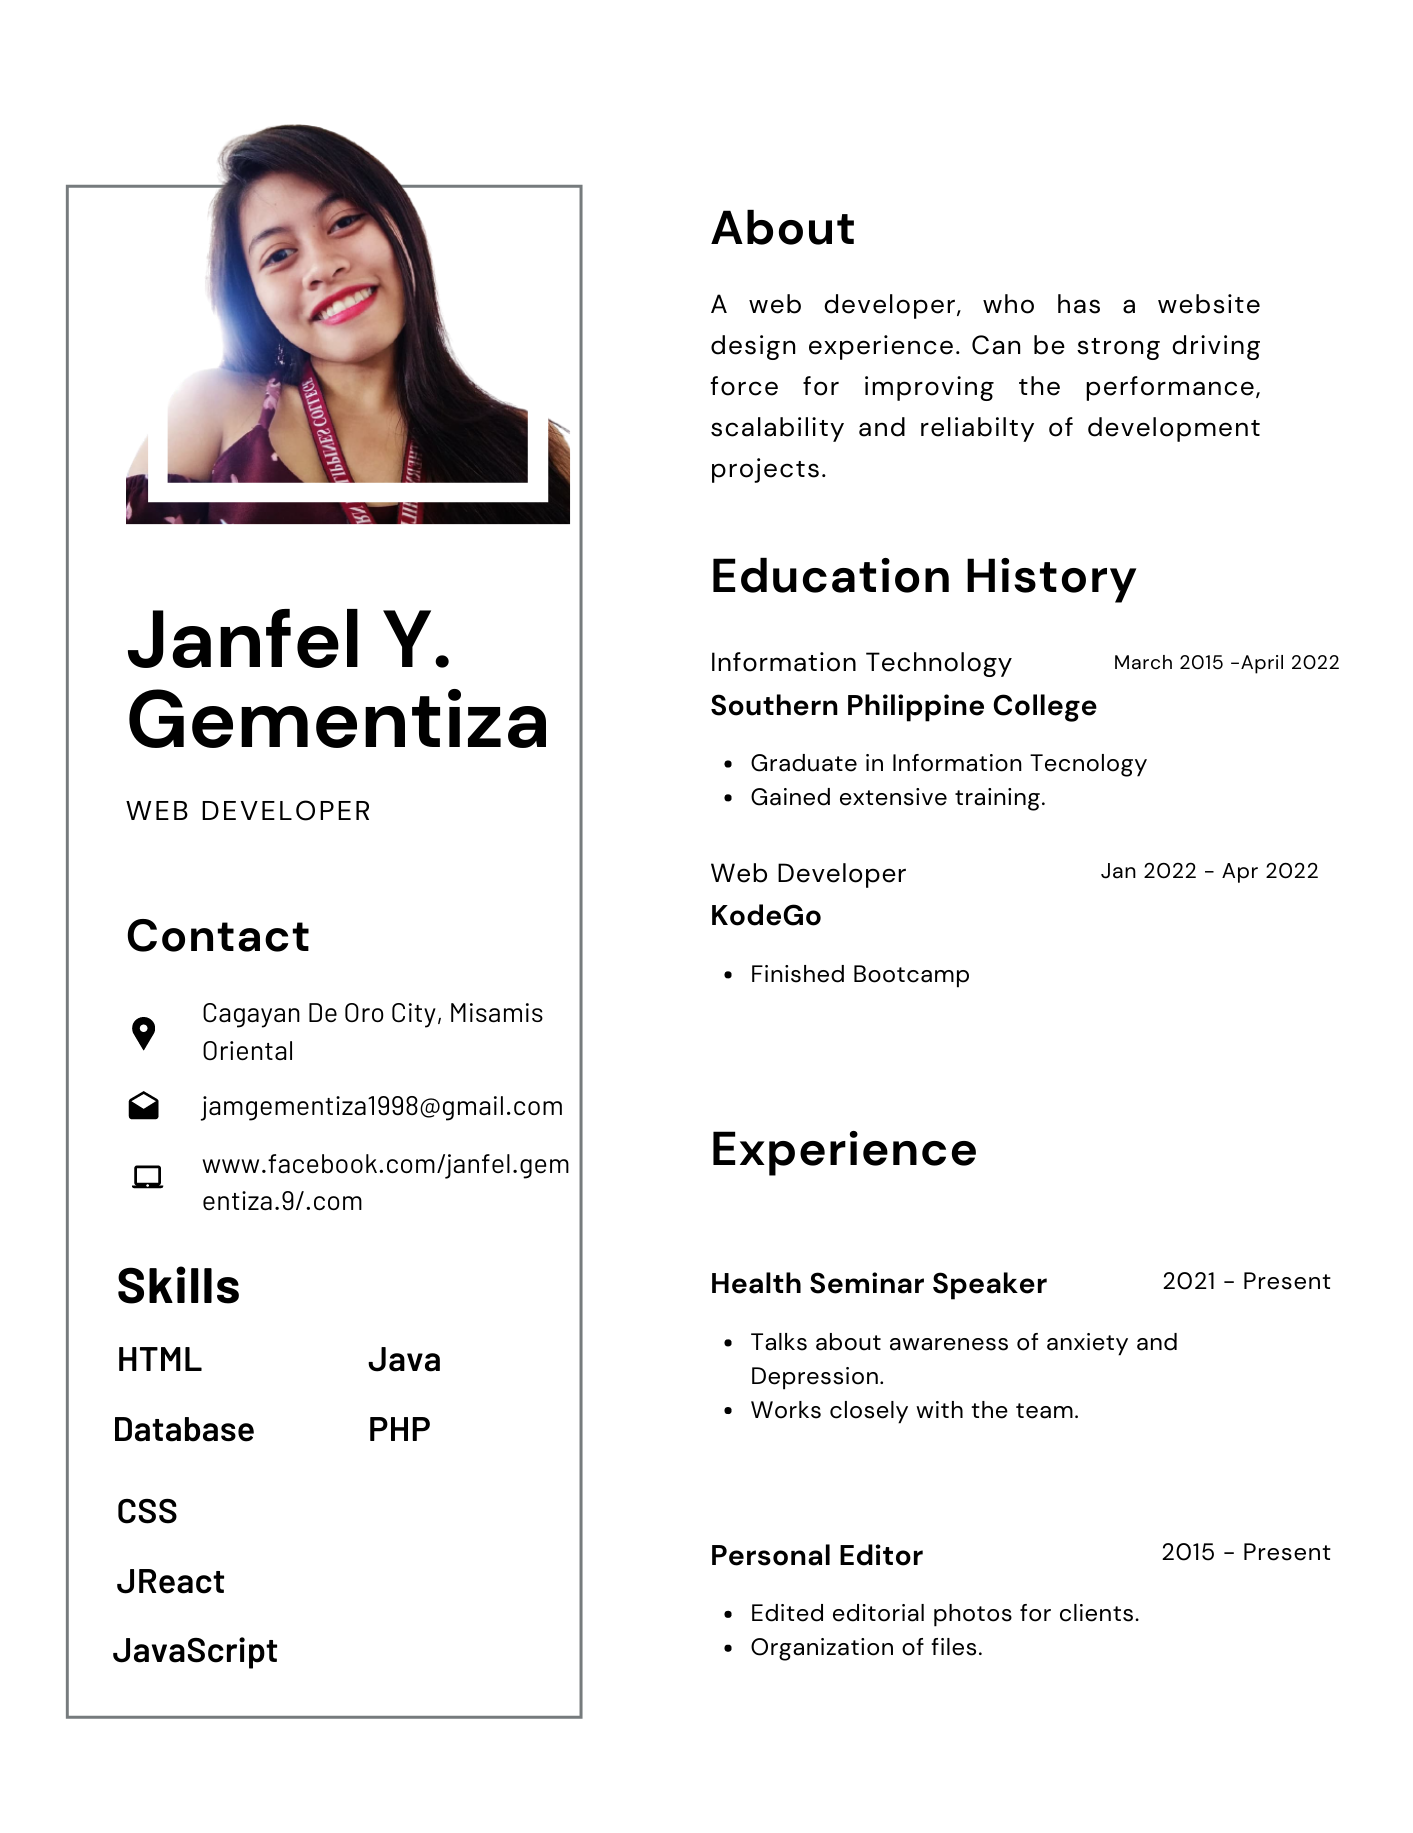 Janfel Y.
Gementiza
WEB DEVELOPER
Contact
Cagayan De Oro City, Misamis
Oriental
jamgementiza1998@gmail.com
www.facebook.com/janfel.gem
entiza.9/.com
Skills
HTML
Java
Database
PHP
CSS
JReact
JavaScript
About
A web developer, who has a website
design experience. Can be strong driving
force for improving the performance,
scalability and reliabilty of development
projects.
Education History
Information Technology
March 2015 -April 2022
Southern Philippine College
• Graduate in Information Tecnology
• Gained extensive training.
Web Developer
Jan 2022 - Apr 2022
KodeGo
• Finished Bootcamp
Experience
Health Seminar Speaker
2021 - Present
• Talks about awareness of anxiety and
Depression.
• Works closely with the team.
Personal Editor
2015 - Present
• Edited editorial photos for clients.
• Organization of files.